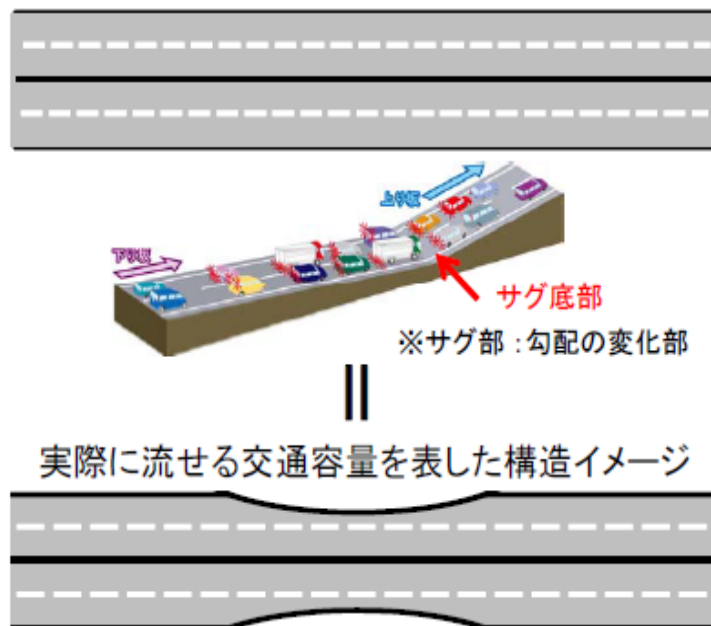 上り坂
下り坂
サグ底部
※サグ部：勾配の変化部
実際に流せる交通容量を表した構造イメージ